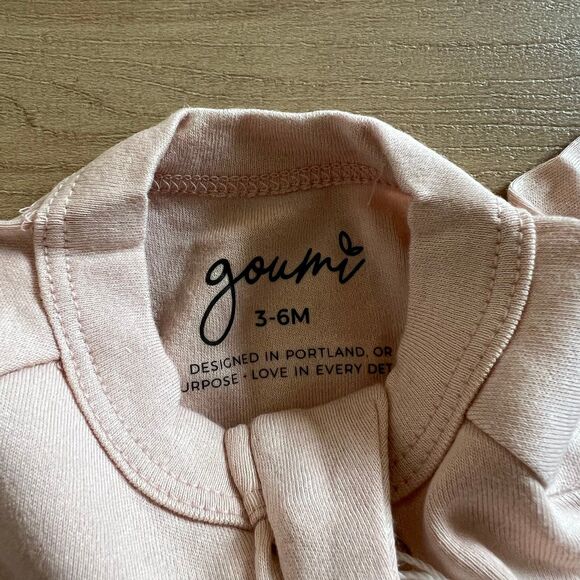 goumi
3-6M
DESIGNED IN PORTLAND, OR
URPOSE • LOVE IN EVERY DET